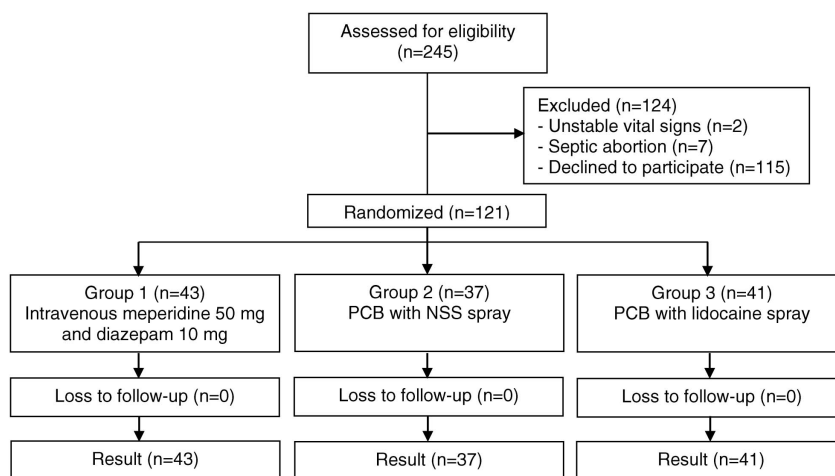 Assessed for eligibility
(n=245)
Excluded (n=124)
- Unstable vital signs (n=2)
- Septic abortion (n=7)
- Declined to participate (n=115)
Randomized (n=121)
Group 1 (n=43)
Intravenous meperidine 50 mg
and diazepam 10 mg
Group 2 (n=37)
PCB with NSS spray
Group 3 (n=41)
PCB with lidocaine spray
Loss to follow-up (n=0)
Loss to follow-up (n=0)
Loss to follow-up (n=0)
Result (n=43)
Result (n=37)
Result (n=41)